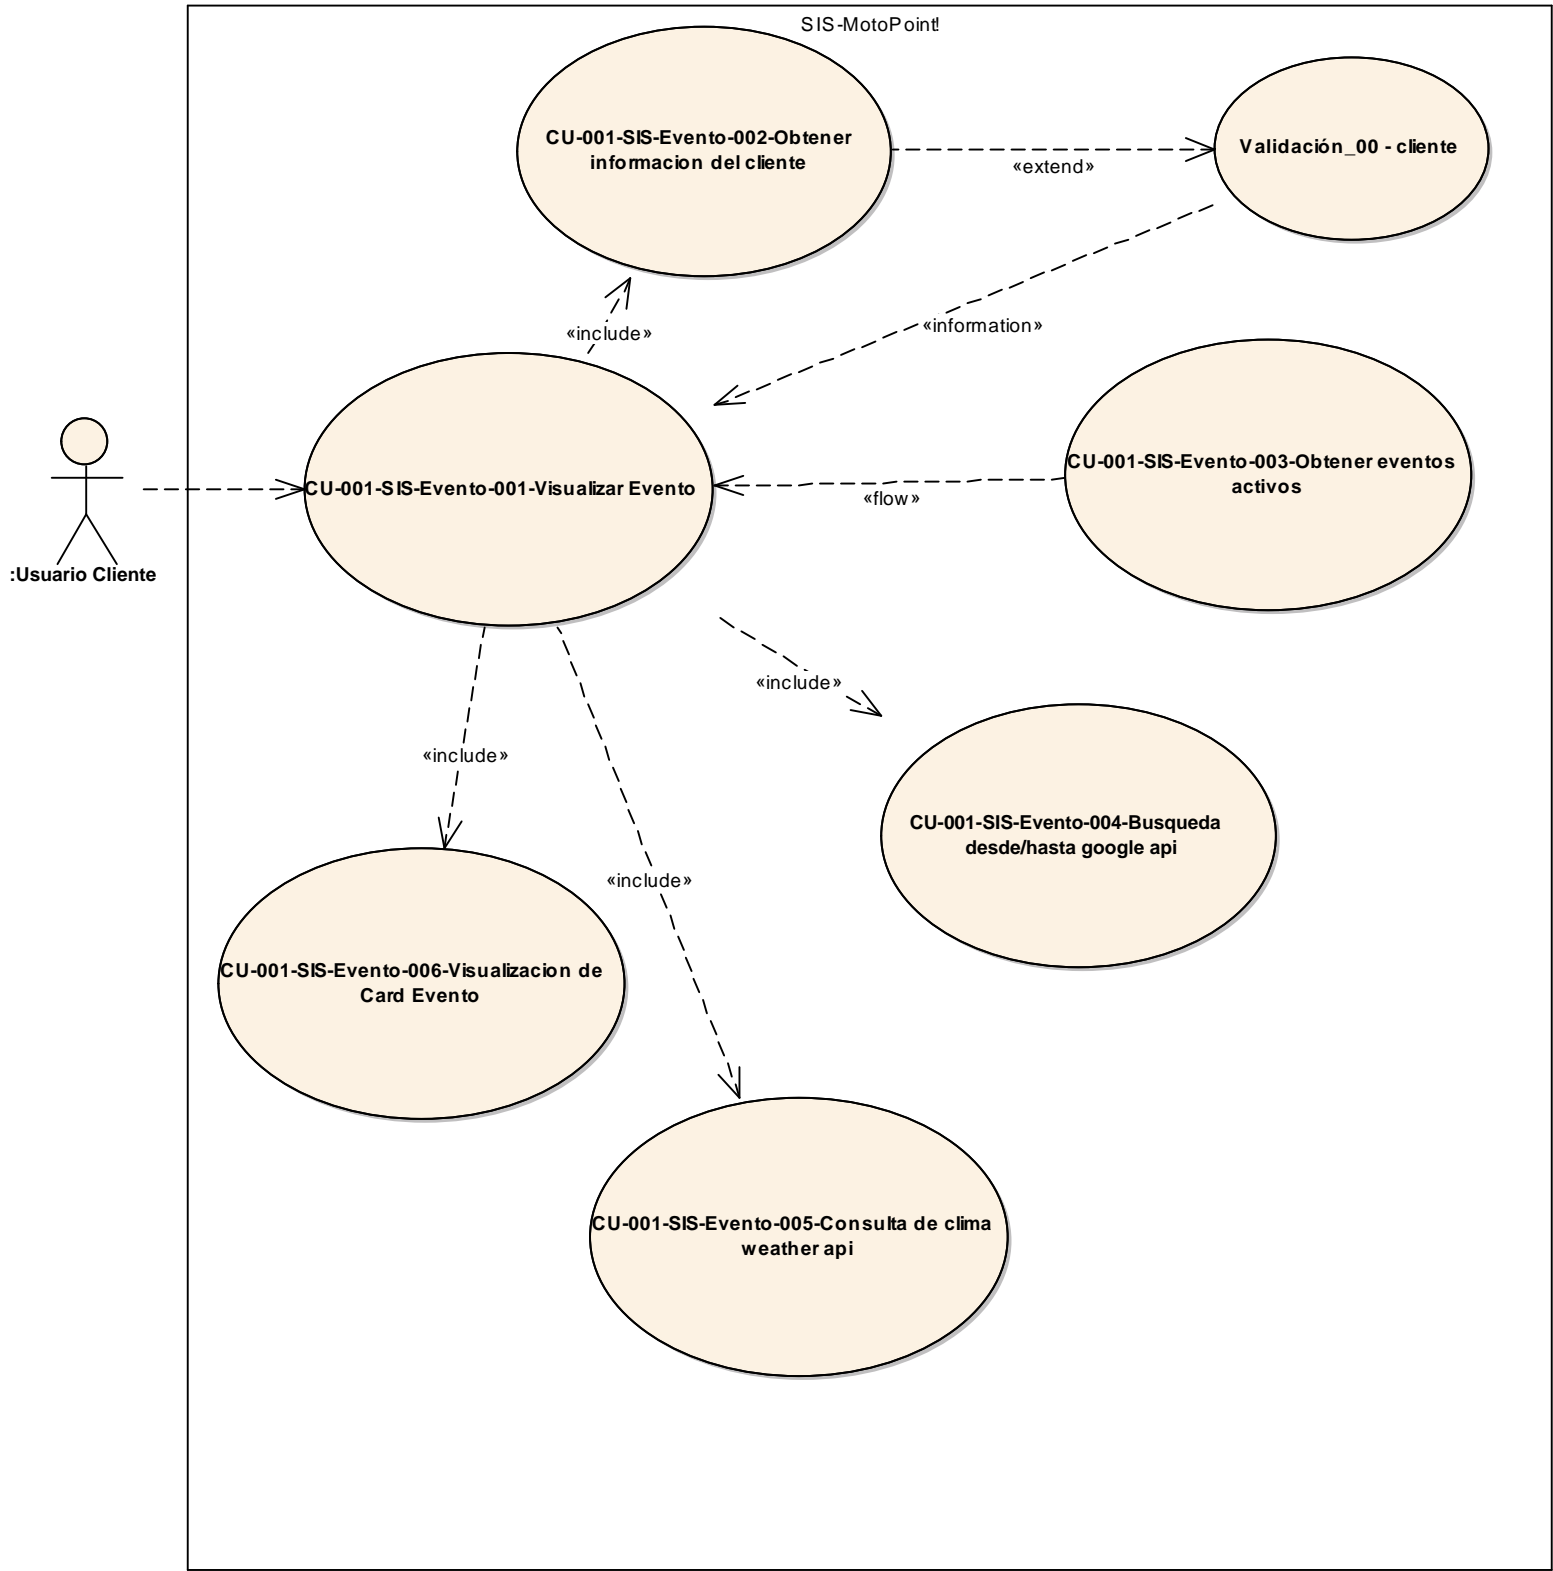 SIS-MotoPoint!
CU-001-SIS-Evento-002-Obtener
informacion del cliente
Validación_00 - cliente
«extend»
«include»
«information»
CU-001-SIS-Evento-003-Obtener eventos
activos
CU-001-SIS-Evento-001-Visualizar Evento
«flow»
:Usuario Cliente
«include»
«include»
CU-001-SIS-Evento-004-Busqueda
desde/hasta google api
«include»
CU-001-SIS-Evento-006-Visualizacion de
Card Evento
CU-001-SIS-Evento-005-Consulta de clima
weather api